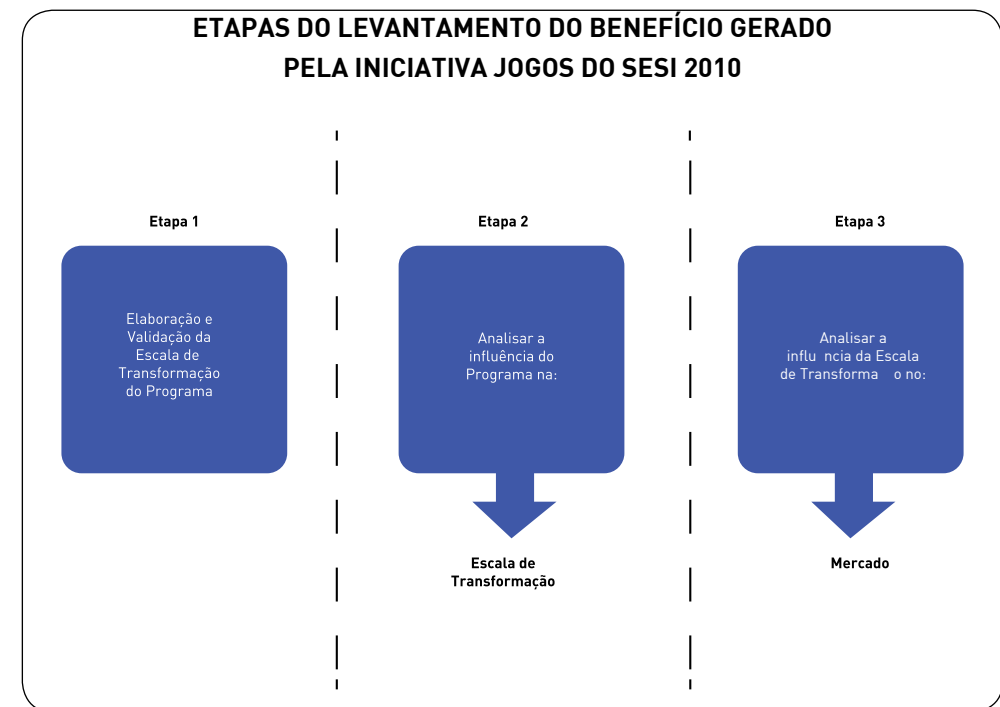 ETAPAS DO LEVANTAMENTO DO BENEFÍCIO GERADO
PELA INICIATIVA JOGOS DO SESI 2010
Etapa 1
Elaboração e
Validação da
Escala de
Transformação
do Programa
Etapa 2
Analisar a
influência do
Programa na:
Escala de
Transformação
Etapa 3
Analisar a
influ ncia da Escala
de Transforma o no:
Mercado